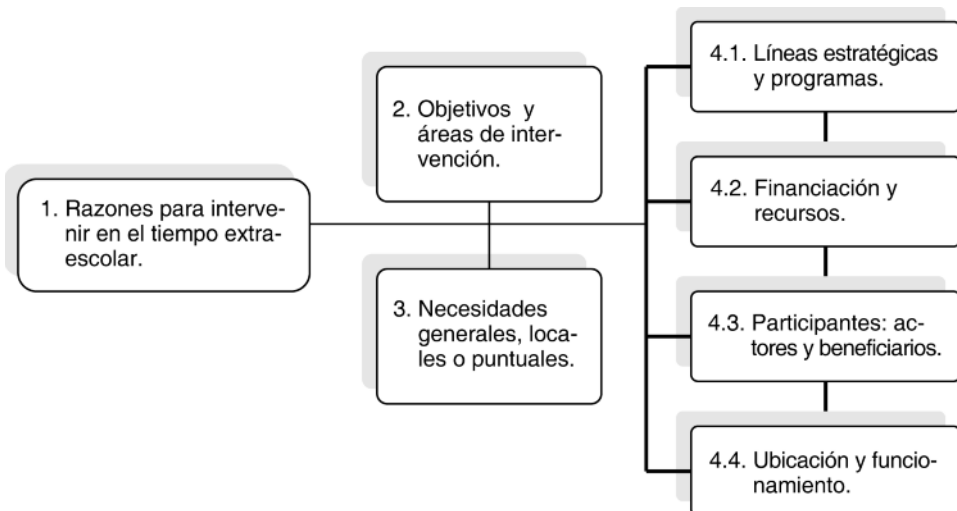 1. Razones para interve-
nir en el tiempo extra-
escolar.
2. Objetivos y
áreas de inter-
vención.
3. Necesidades
generales, loca-
les o puntuales.
4.1. Líneas estratégicas
y programas.
4.2. Financiación y
recursos.
4.3. Participantes: ac-
tores y beneficiarios.
4.4. Ubicación y funcio-
namiento.